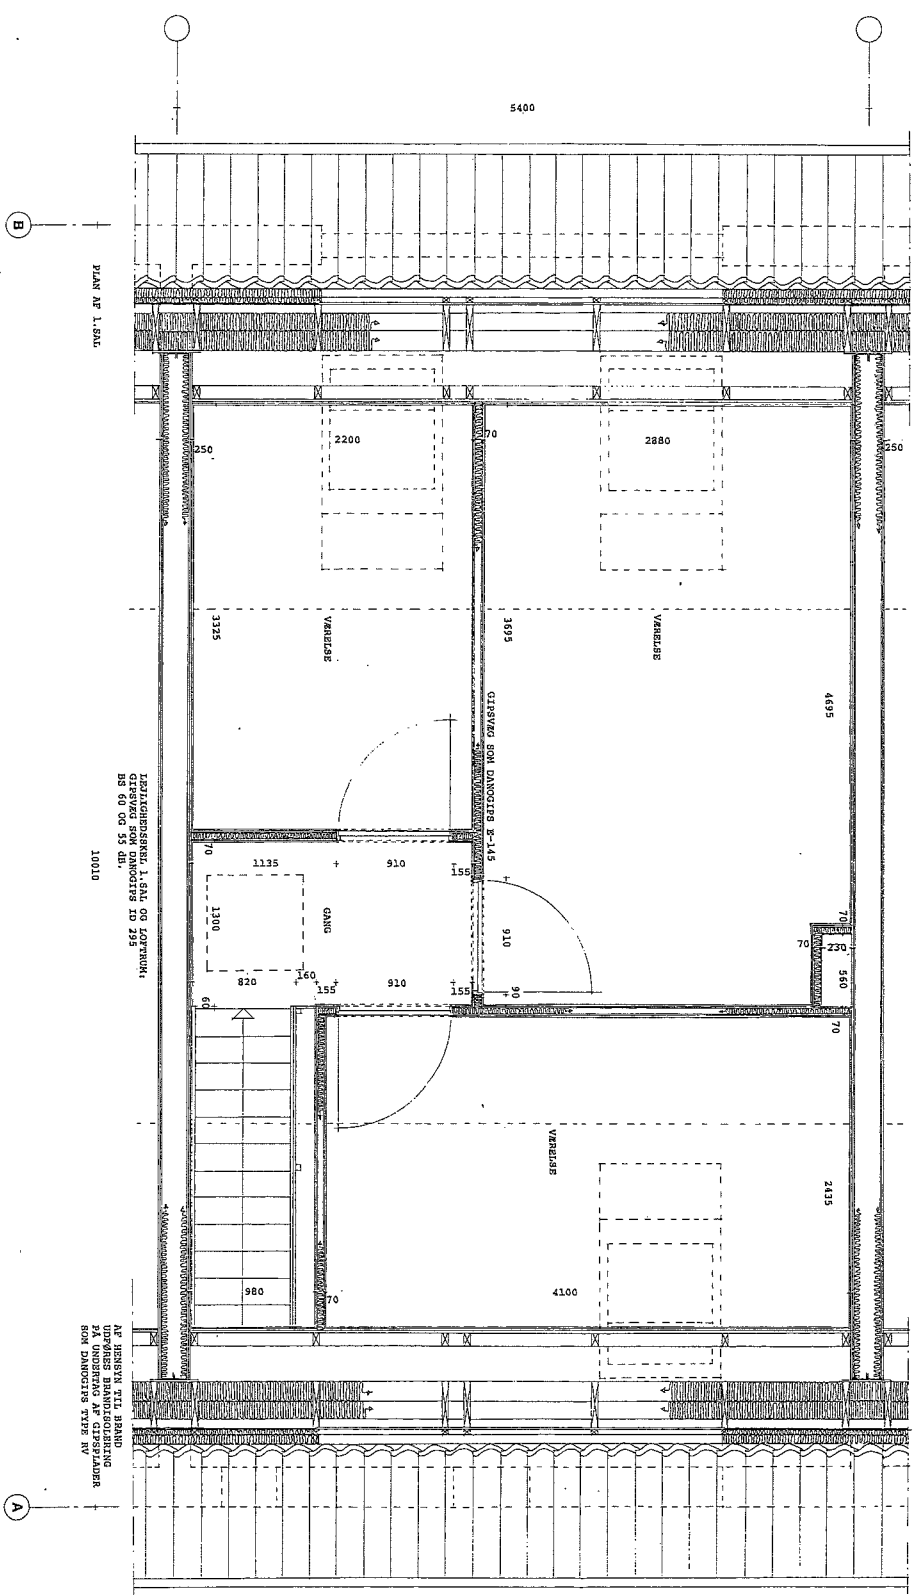 5400
B
PLAN AF 1.SAL
250
2200
70
2880
250
3325
VÆRELSE
3695
VÆRELSE
4695
GIPSVÆG SOM DANOGIPS E-145
LEJLIGHEDSSKEL 1.SAL OG LOFTRUM:
GIPSVÆG SOM DANOGIPS ID 295
BS 60 OG 55 dB.
10010
70
1135
910
155
1300
GANG
910
70
70
230
560
820
160
155
910
155
90
60
70
VÆRELSE
2435
980
70
4100
AF HENSYN TIL BRAND
UDFØRES BRANDISOLERING
PÅ UNDERTAG AF GIPSPLADER
SOM DANOGIPS TYPE RV
A